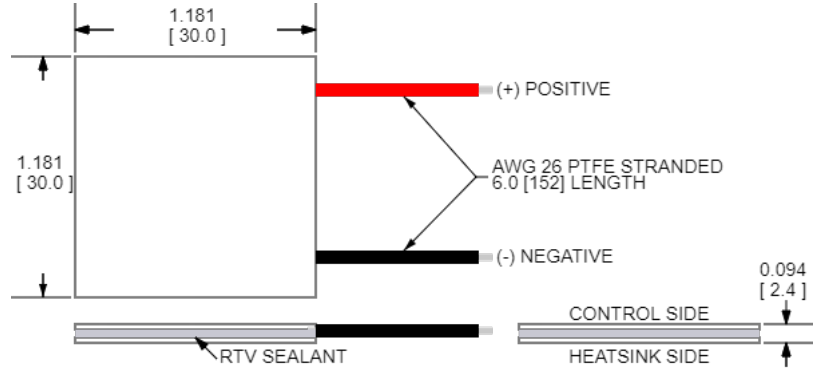 1.181
[ 30.0 ]
(+) POSITIVE
1.181
[ 30.0 ]
AWG 26 PTFE STRANDED
6.0 [152] LENGTH
(-) NEGATIVE
0.094
[ 2.4 ]
CONTROL SIDE
RTV SEALANT
HEATSINK SIDE